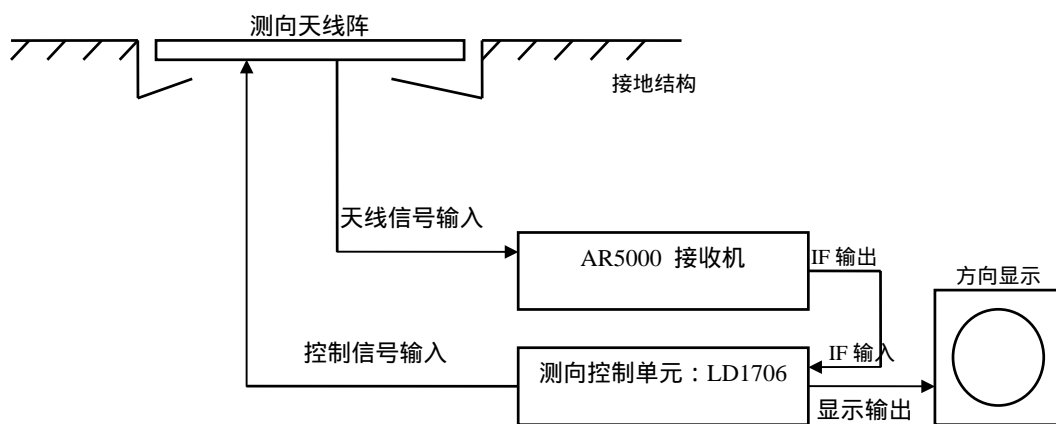 测向天线阵
接地结构
天线信号输入
AR5000 接收机
IF 输出
方向显示
控制信号输入
测向控制单元：LD1706
IF 输入
显示输出